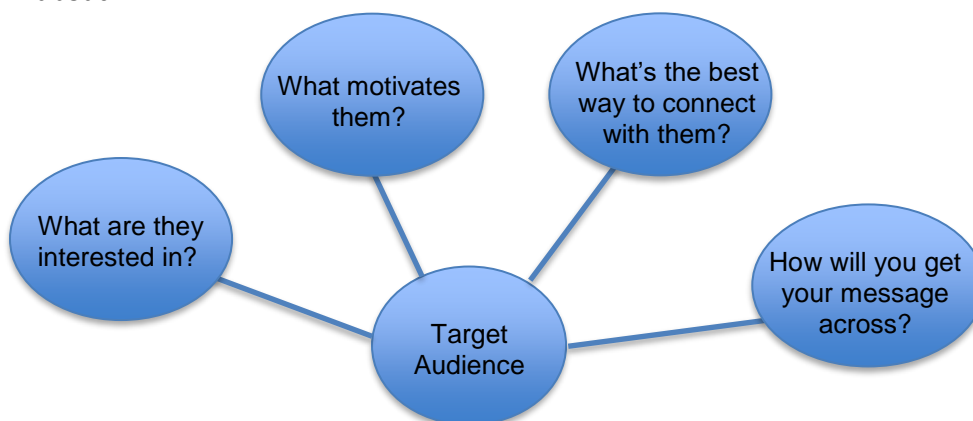 What motivates
them?
What's the best
way to connect
with them?
What are they
interested in?
How will you get
your message
across?
Target
Audience